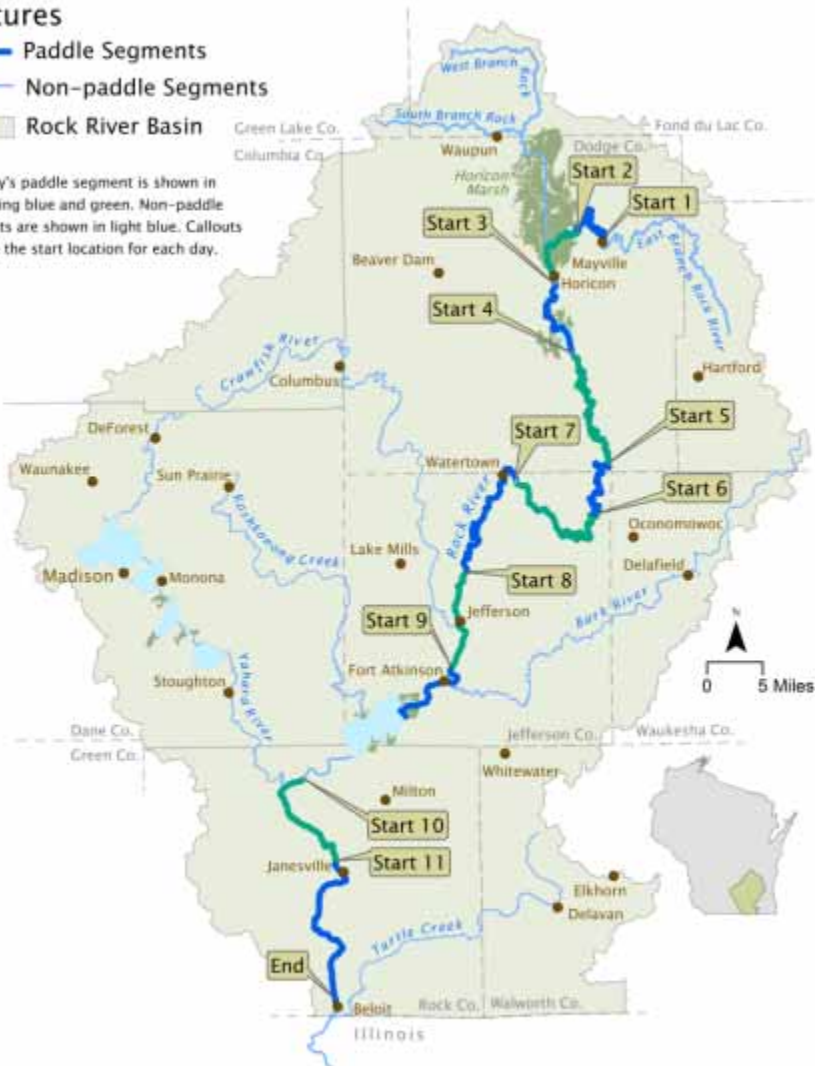 tures
Paddle Segments
Non-paddle Segments
Rock River Basin
y's paddle segment is shown in
ing blue and green. Non-paddle
ts are shown in light blue. Callouts
the start location for each day.
West Branch Rock
South Branch Rock
Green Lake Co.
Columbia Co.
Fond du Lac Co.
Dodge Co.
Waupun
Horicon
Marsh
Start 2
Start 1
Start 3
Mayville
East Branch Rock River
Beaver Dam
Horicon
Start 4
Crawfish River
Columbus
Hartford
DeForest
Start 5
Start 7
Waunakee
Sun Prairie
Watertown
Start 6
Koshkonong Creek
Rock River
Oconomowoc
Lake Mills
Delafield
Madison
Monona
Start 8
Bark River
Jefferson
Start 9
N
Fort Atkinson
Stoughton
0 5 Miles
Yahara River
Dane Co.
Green Co.
Jefferson Co.
Waukesha Co.
Whitewater
Milton
Start 10
Start 11
Janesville
Elkhorn
Delavan
Turtle Creek
End
Beloit
Rock Co.
Walworth Co.
Illinois